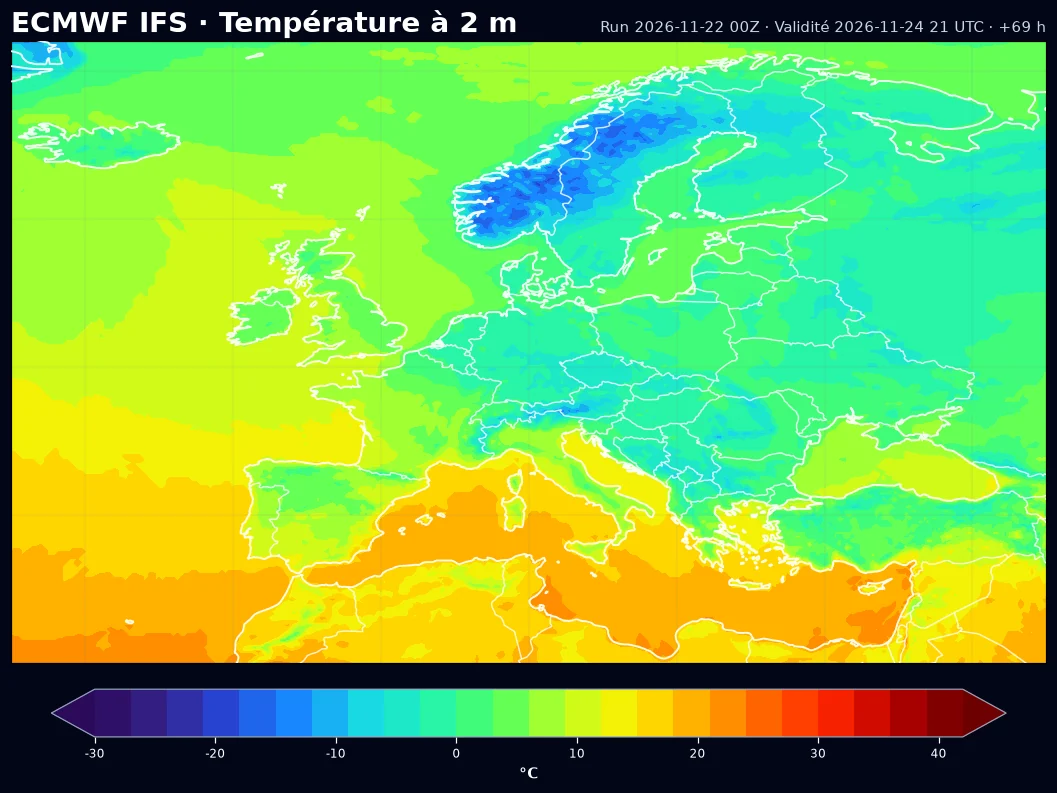 ECMWF IFS · Température à 2 m
Run 2026-11-22 00Z · Validité 2026-11-24 21 UTC · +69 h
-30 -20 -10 0 10 20 30 40
°C